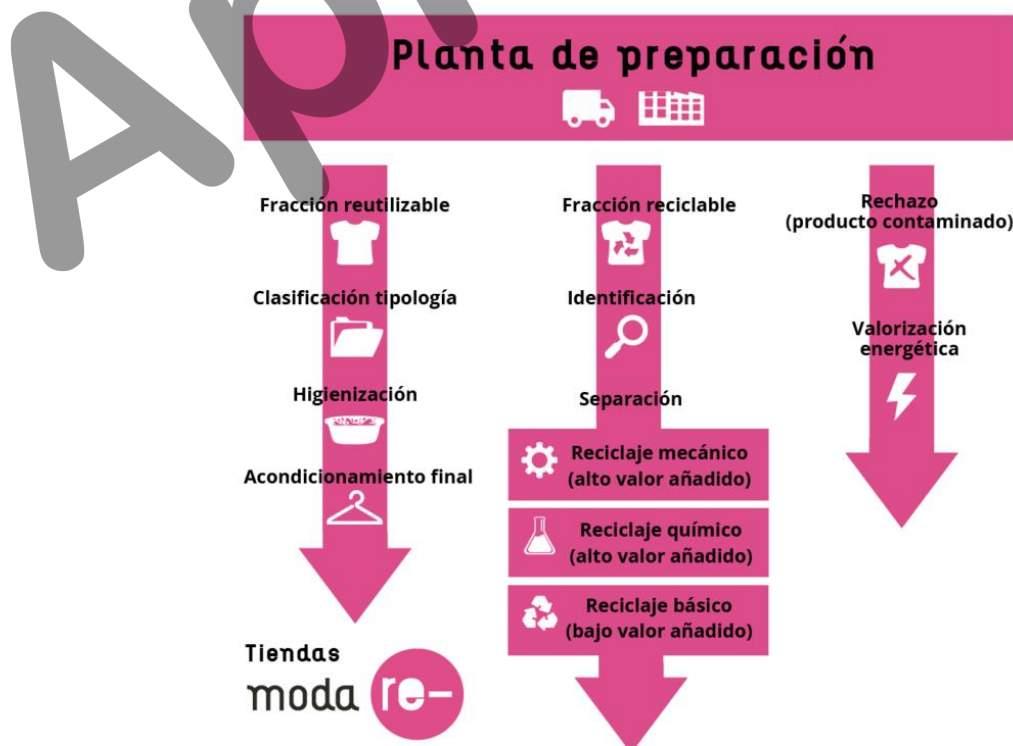 Planta de preparación
Fracción reutilizable
Clasificación tipología
Higienización
Acondicionamiento final
Tiendas
moda re-
Fracción reciclable
Identificación
Separación
Reciclaje mecánico
(alto valor añadido)
Reciclaje químico
(alto valor añadido)
Reciclaje básico
(bajo valor añadido)
Rechazo
(producto contaminado)
Valorización
energética